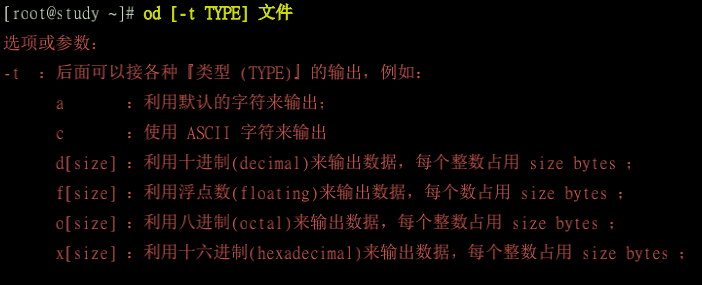 [root@study ~]# od [-t TYPE] 文件
选项或参数：
-t ：后面可以接各种『类型 (TYPE)』的输出，例如：
a ：利用默认的字符来输出；
c ：使用 ASCII 字符来输出
d[size] ：利用十进制(decimal)来输出数据，每个整数占用 size bytes ；
f[size] ：利用浮点数(floating)来输出数据，每个数占用 size bytes ；
o[size] ：利用八进制(octal)来输出数据，每个整数占用 size bytes ；
x[size] ：利用十六进制(hexadecimal)来输出数据，每个整数占用 size bytes ；